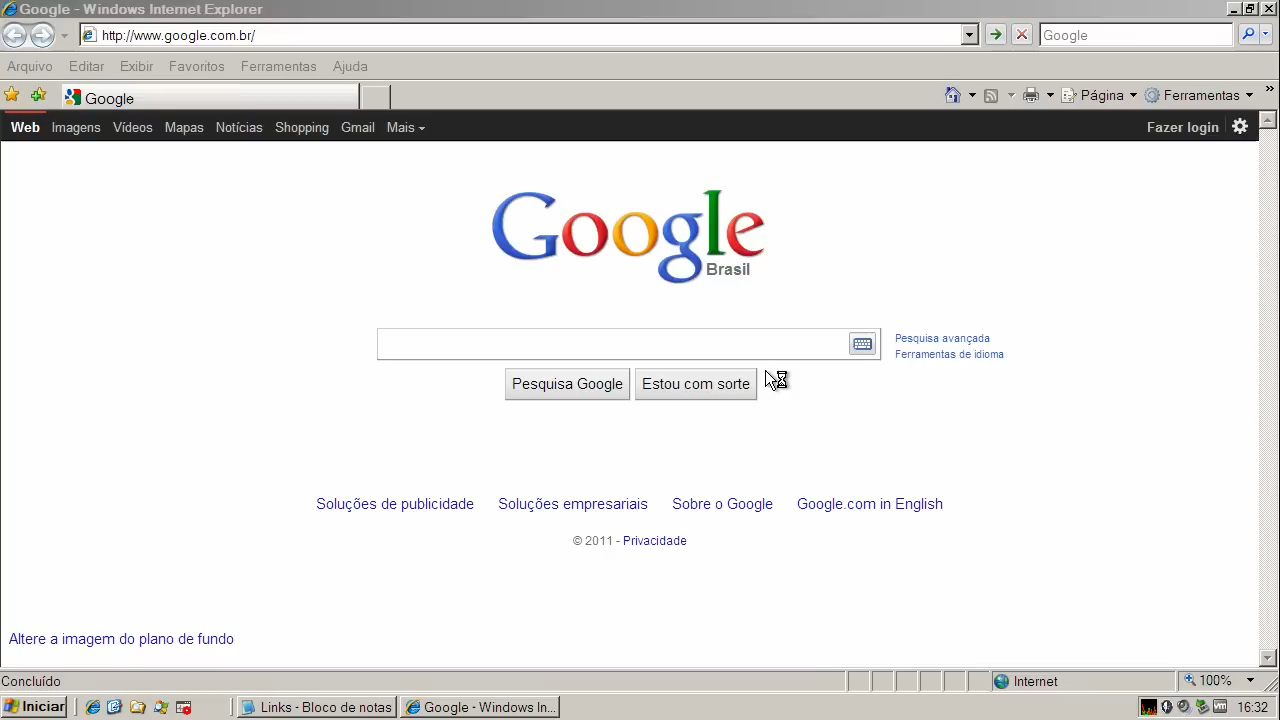 Google - Windows Internet Explorer
http://www.google.com.br/
Google
Arquivo Editar Exibir Favoritos Ferramentas Ajuda
Google
Página Ferramentas »
Web Imagens Vídeos Mapas Notícias Shopping Gmail Mais
Fazer login
Google
Brasil
Pesquisa avançada
Ferramentas de idioma
Pesquisa Google Estou com sorte
Soluções de publicidade Soluções empresariais Sobre o Google Google.com in English
© 2011 - Privacidade
Altere a imagem do plano de fundo
Concluído Internet 100%
Iniciar Links - Bloco de notas Google - Windows In... 16:32